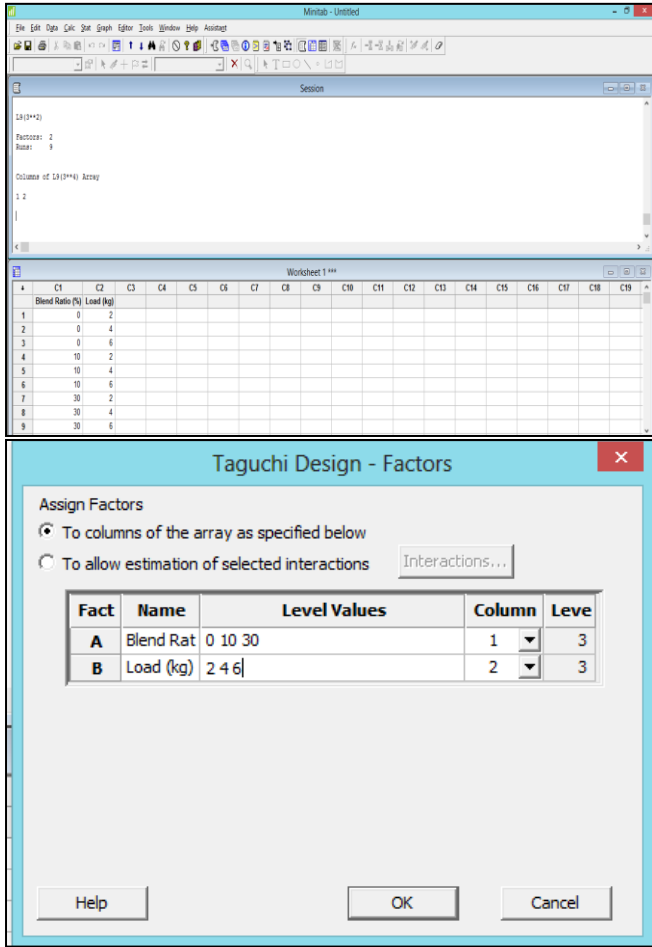 Minitab - Untitled
File Edit Data Calc Stat Graph Editor Tools Window Help Assistant
Session
L9(3**2)
Factors: 2
Runs: 9
Columns of L9(3**4) Array
1 2
Worksheet 1 ***
C1 C2 C3 C4 C5 C6 C7 C8 C9 C10 C11 C12 C13 C14 C15 C16 C17 C18 C19
Blend Ratio (%) Load (kg)
1 0 2
2 0 4
3 0 6
4 10 2
5 10 4
6 10 6
7 30 2
8 30 4
9 30 6
Taguchi Design - Factors
Assign Factors
To columns of the array as specified below
To allow estimation of selected interactions Interactions...
Fact Name Level Values Column Leve
A Blend Rat 0 10 30 1 3
B Load (kg) 2 4 6 2 3
Help OK Cancel